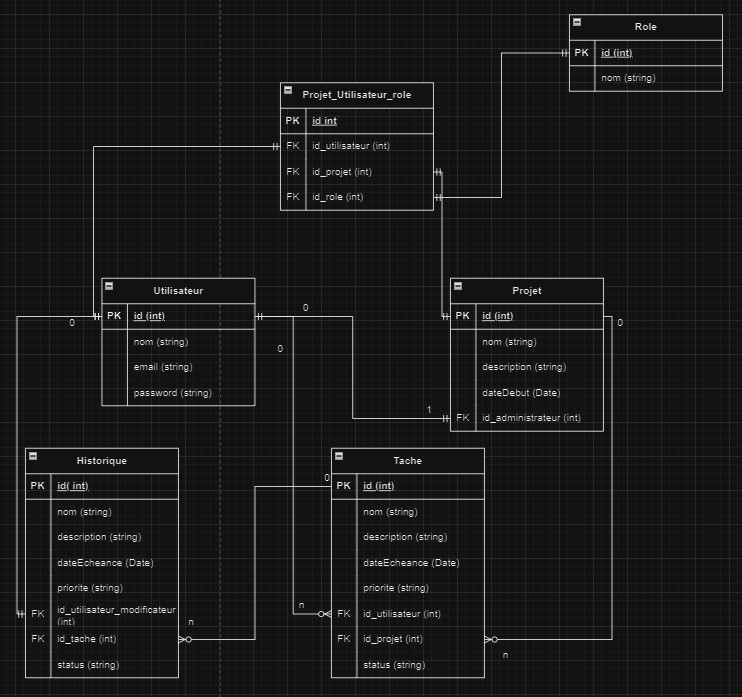 Role
PK id (int)
nom (string)
Projet_Utilisateur_role
PK id int
FK id_utilisateur (int)
FK id_projet (int)
FK id_role (int)
Utilisateur
PK id (int)
nom (string)
email (string)
password (string)
0
0
0
Projet
PK id (int)
nom (string)
description (string)
dateDebut (Date)
FK id_administrateur (int)
0
1
Historique
PK id( int)
nom (string)
description (string)
dateEcheance (Date)
priorite (string)
FK id_utilisateur_modificateur
(int)
FK id_tache (int)
status (string)
n
0
n
Tache
PK id (int)
nom (string)
description (string)
dateEcheance (Date)
priorite (string)
FK id_utilisateur (int)
FK id_projet (int)
status (string)
n